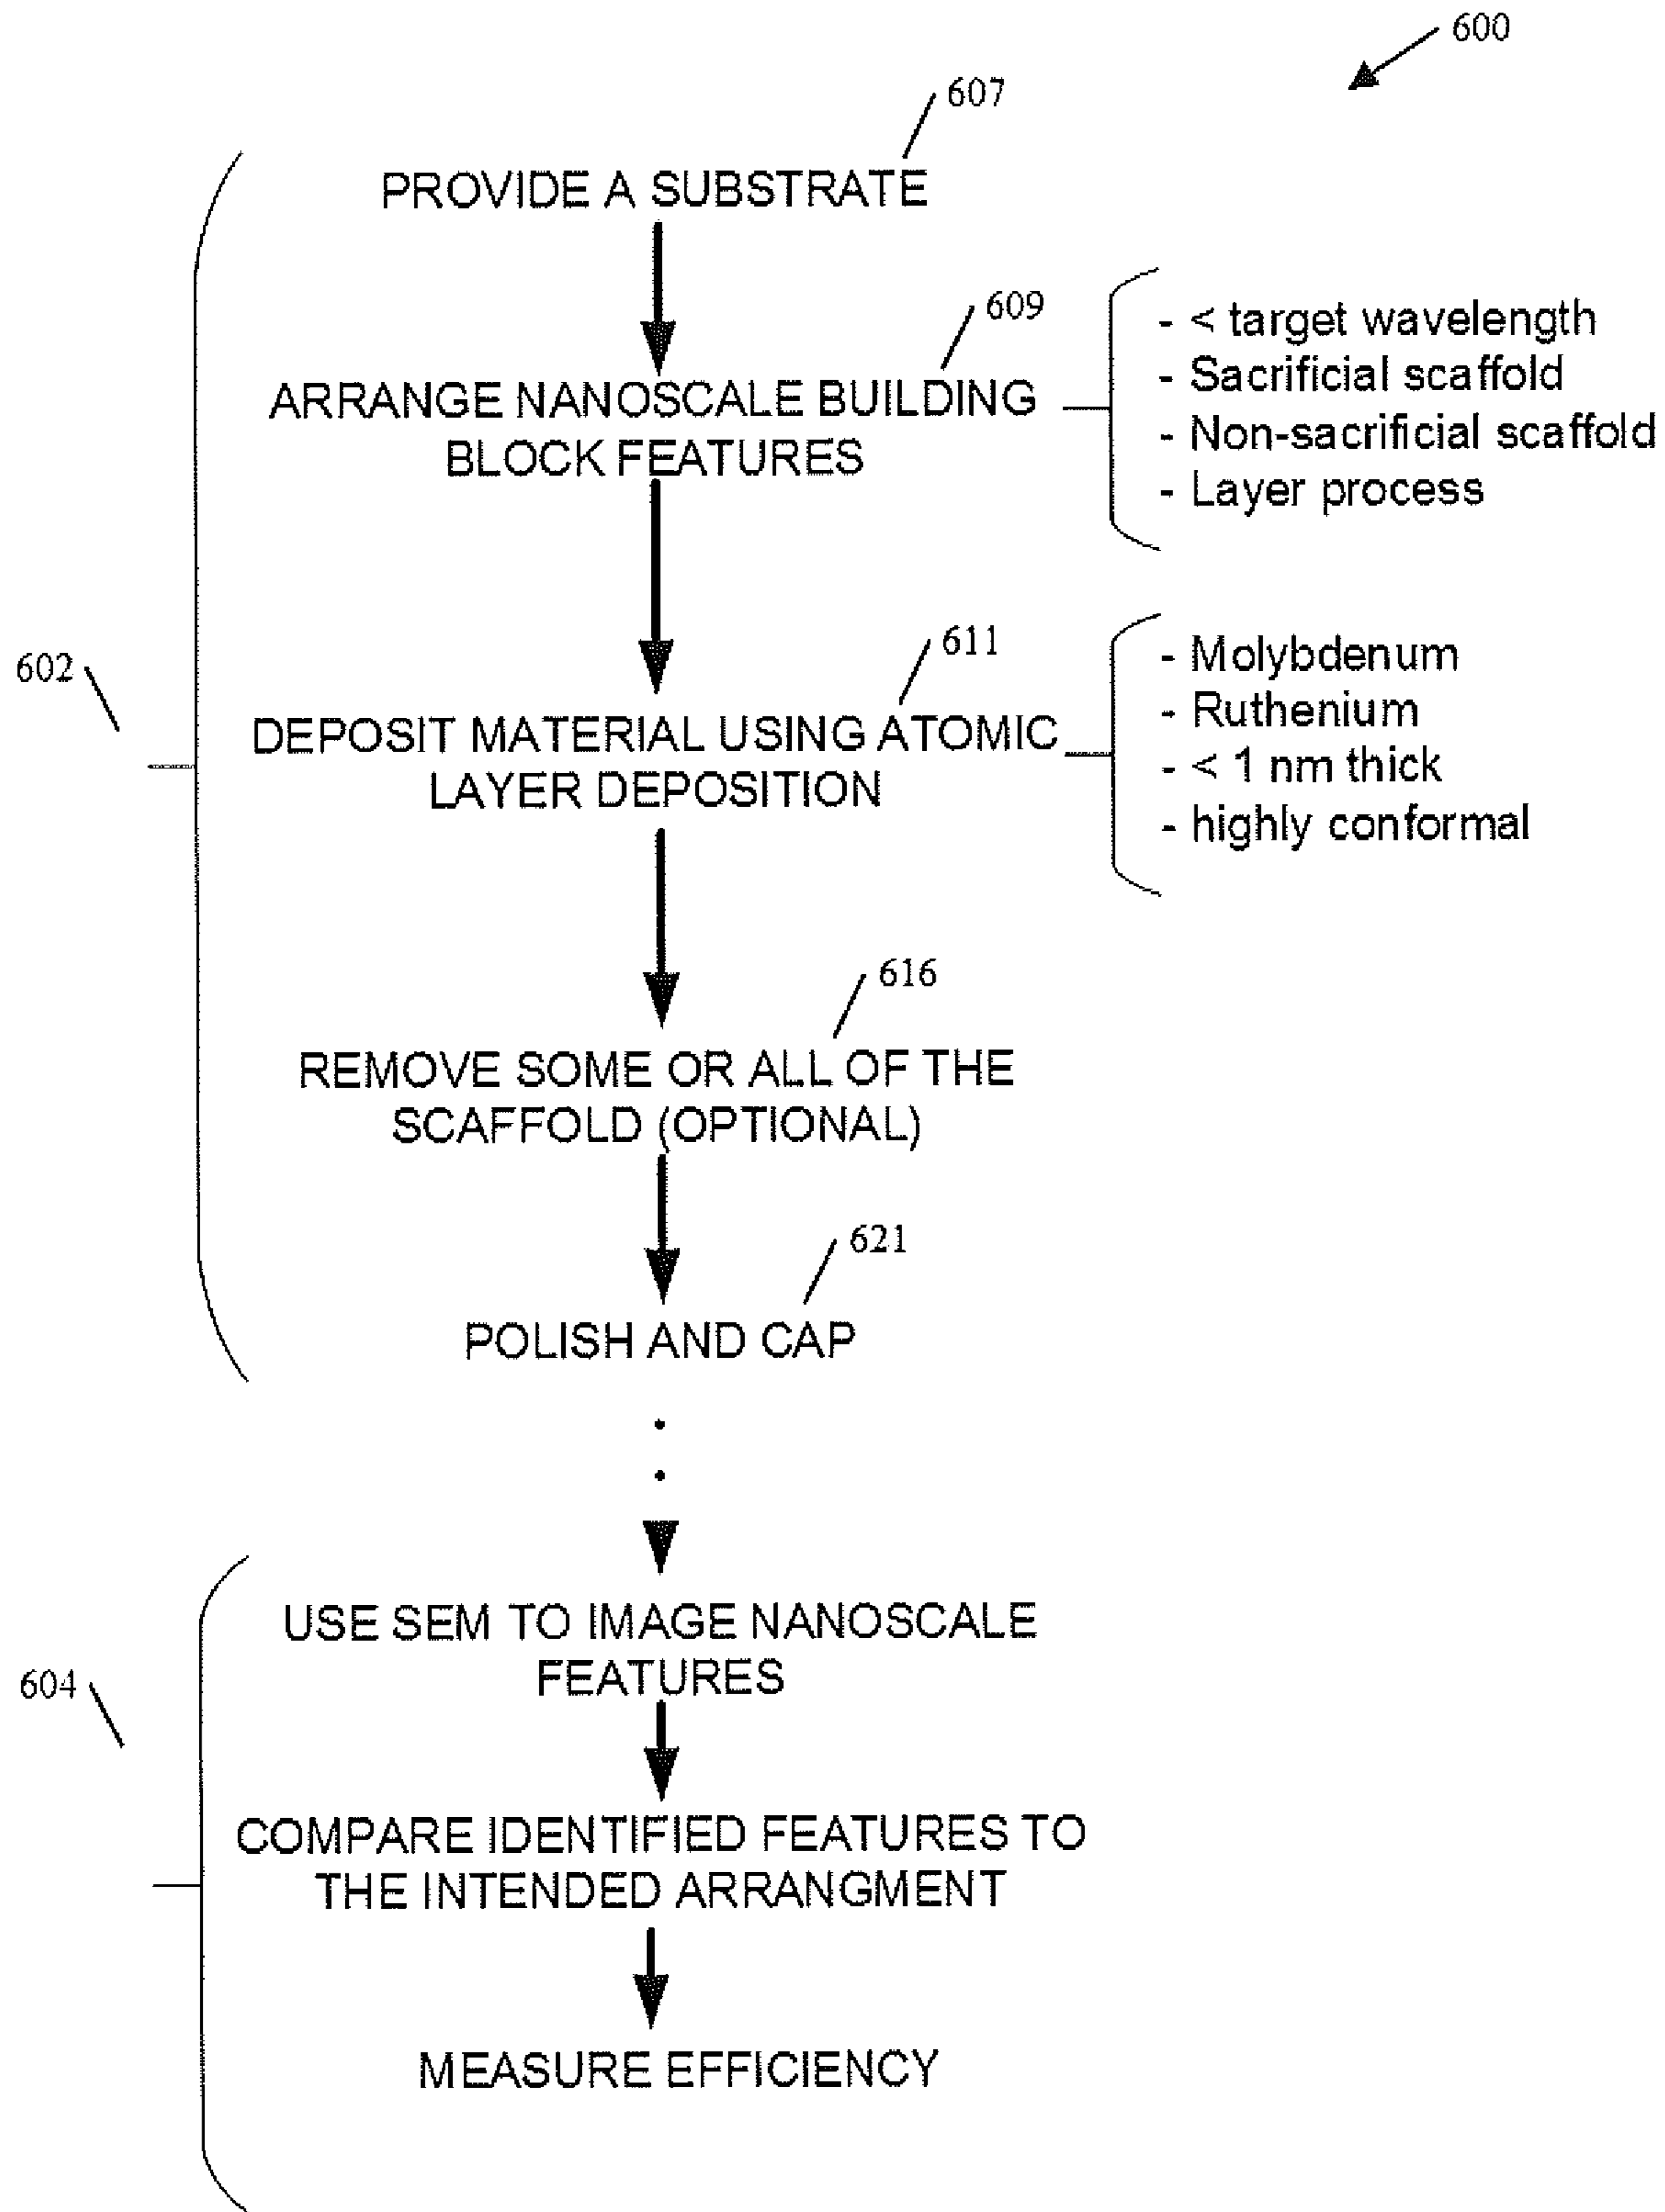 600
607
PROVIDE A SUBSTRATE
609
ARRANGE NANOSCALE BUILDING
BLOCK FEATURES
- < target wavelength
- Sacrificial scaffold
- Non-sacrificial scaffold
- Layer process
602
611
DEPOSIT MATERIAL USING ATOMIC
LAYER DEPOSITION
- Molybdenum
- Ruthenium
- < 1 nm thick
- highly conformal
616
REMOVE SOME OR ALL OF THE
SCAFFOLD (OPTIONAL)
621
POLISH AND CAP
604
USE SEM TO IMAGE NANOSCALE
FEATURES
COMPARE IDENTIFIED FEATURES TO
THE INTENDED ARRANGMENT
MEASURE EFFICIENCY